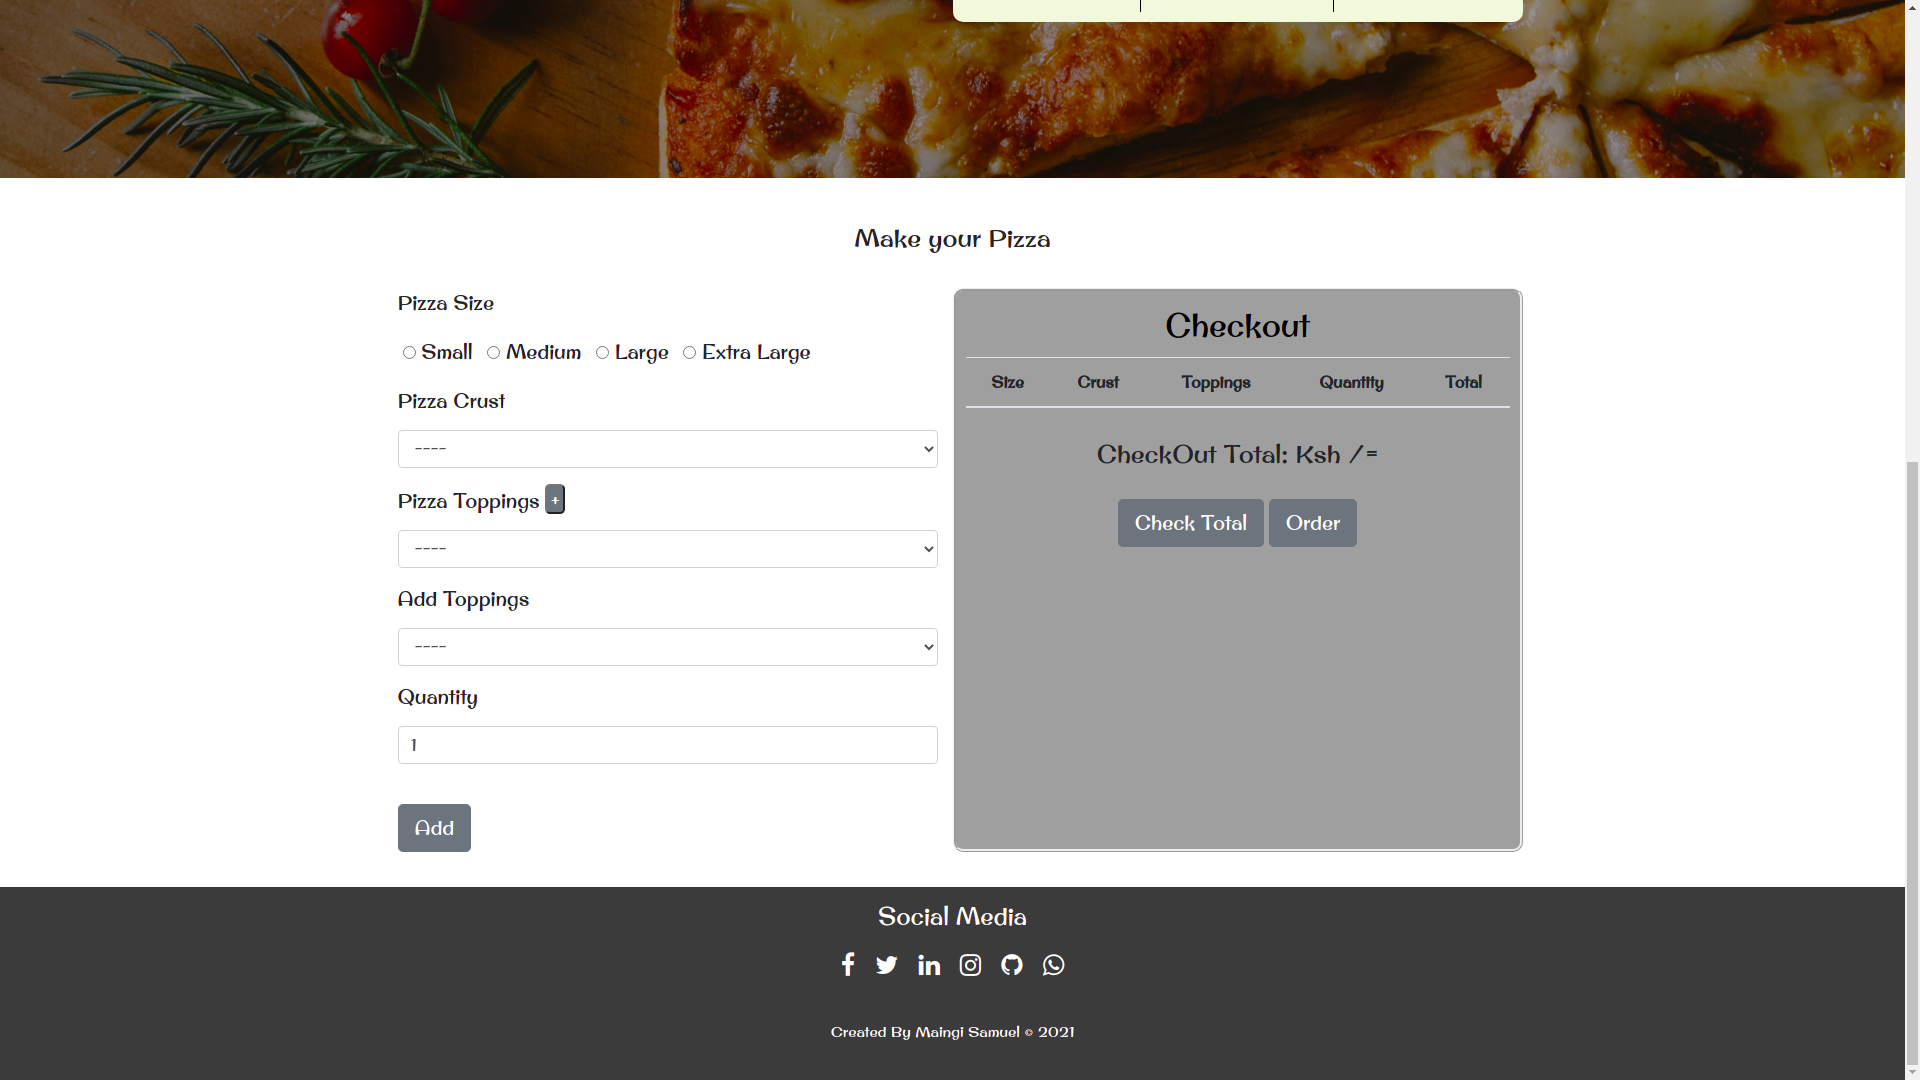 Make your Pizza
Pizza Size
Small Medium Large Extra Large
Pizza Crust
----
Pizza Toppings +
----
Add Toppings
----
Quantity
1
Add
Checkout
Size Crust Toppings Quantity Total
CheckOut Total: Ksh /=
Check Total Order
Social Media
Created By Maingi Samuel © 2021